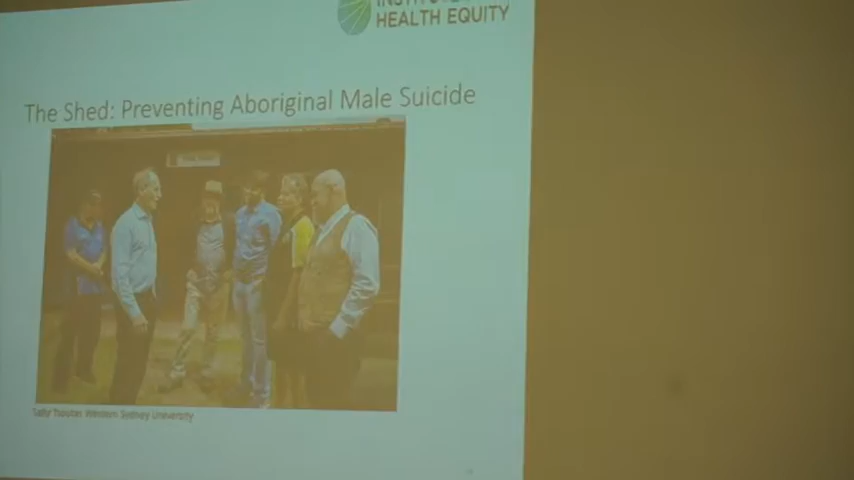 HEALTH EQUITY
The Shed: Preventing Aboriginal Male Suicide
Western Sydney University